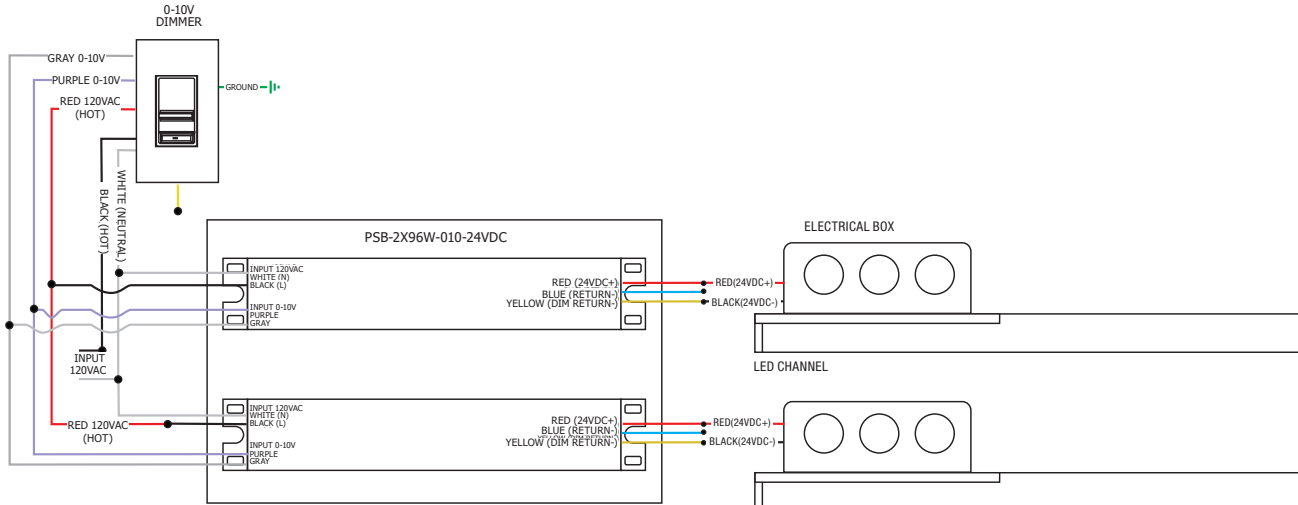 0-10V
DIMMER
GRAY 0-10V
PURPLE 0-10V
RED 120VAC
(HOT)
GROUND
WHITE (NEUTRAL)
BLACK (HOT)
INPUT
120VAC
RED 120VAC
(HOT)
PSB-2X96W-010-24VDC
INPUT 120VAC
WHITE (N)
BLACK (L)
INPUT 0-10V
PURPLE
GRAY
RED (24VDC+)
BLUE (RETURN-)
YELLOW (DIM RETURN-)
RED(24VDC+)
BLACK(24VDC-)
ELECTRICAL BOX
LED CHANNEL
INPUT 120VAC
WHITE (N)
BLACK (L)
INPUT 0-10V
PURPLE
GRAY
RED (24VDC+)
BLUE (RETURN-)
YELLOW (DIM RETURN-)
RED(24VDC+)
BLACK(24VDC-)